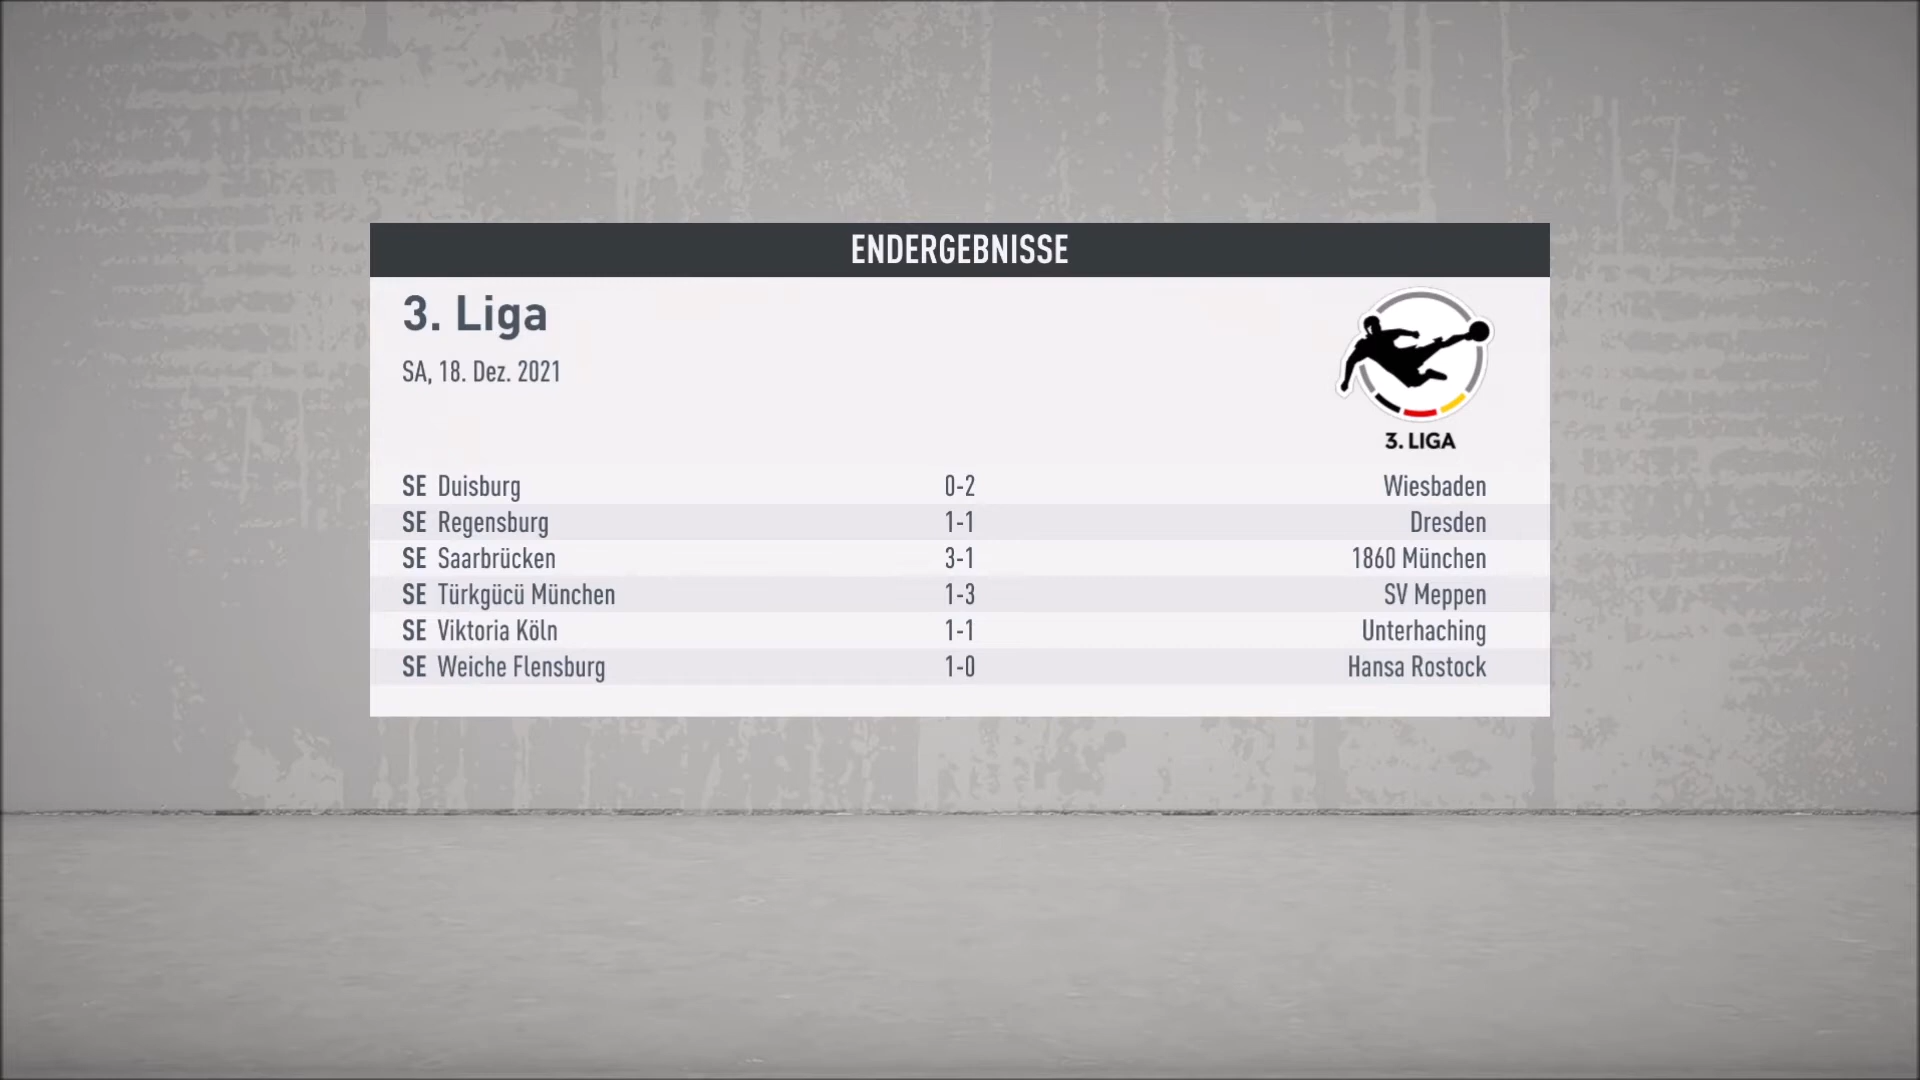 ENDERGEBNISSE
3. Liga
SA, 18. Dez. 2021
3. LIGA
SE Duisburg 0-2 Wiesbaden
SE Regensburg 1-1 Dresden
SE Saarbrücken 3-1 1860 München
SE Türkgücü München 1-3 SV Meppen
SE Viktoria Köln 1-1 Unterhaching
SE Weiche Flensburg 1-0 Hansa Rostock